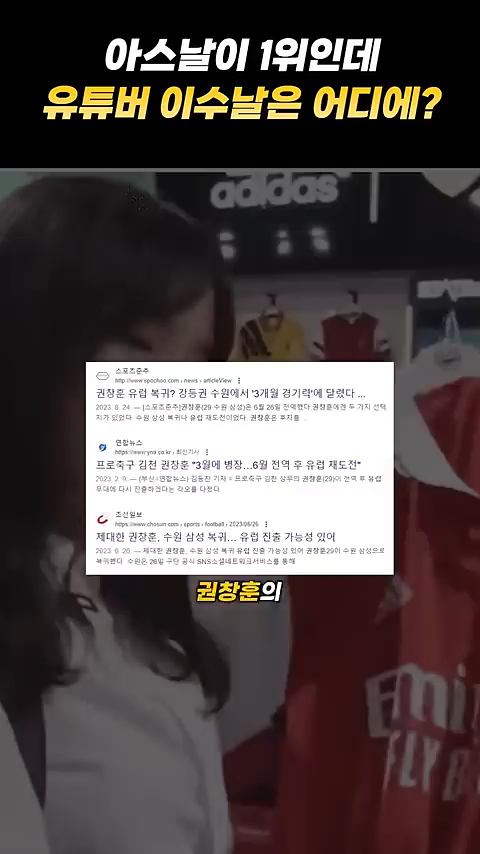 아스날이 1위인데
유튜버 이수날은 어디에?
adidas
스포츠춘추
http://www.spochoo.com › news › articleView
권창훈 유럽 복귀? 강등권 수원에서 '3개월 경기력'에 달렸다 ...
2023. 8. 24. — [스포츠춘추] 권창훈(29 수원 삼성)은 6월 26일 전역했다. 권창훈에겐 두 가지 선택
지가 있었다. 수원 삼성 복귀나 유럽 재도전이었다. 권창훈은 후자를 ...
연합뉴스
https://www.yna.co.kr › 최신기사
프로축구 김천 권창훈 "3월에 병장…6월 전역 후 유럽 재도전"
2023. 2. 9. — (부산=연합뉴스) 김동찬 기자 = 프로축구 김천 상무의 권창훈(29)이 전역 후 유럽
무대에 다시 진출하겠다는 각오를 다졌다.
조선일보
https://www.chosun.com › sports › football › 2023/06/26
제대한 권창훈, 수원 삼성 복귀... 유럽 진출 가능성 있어
2023. 6. 26. — 제대한 권창훈, 수원 삼성 복귀 유럽 진출 가능성 있어 권창훈29이 수원 삼성으로
복귀했다. 수원은 26일 구단 공식 SNS소셜네트워크서비스를 통해
권창훈의
Emi
FLY